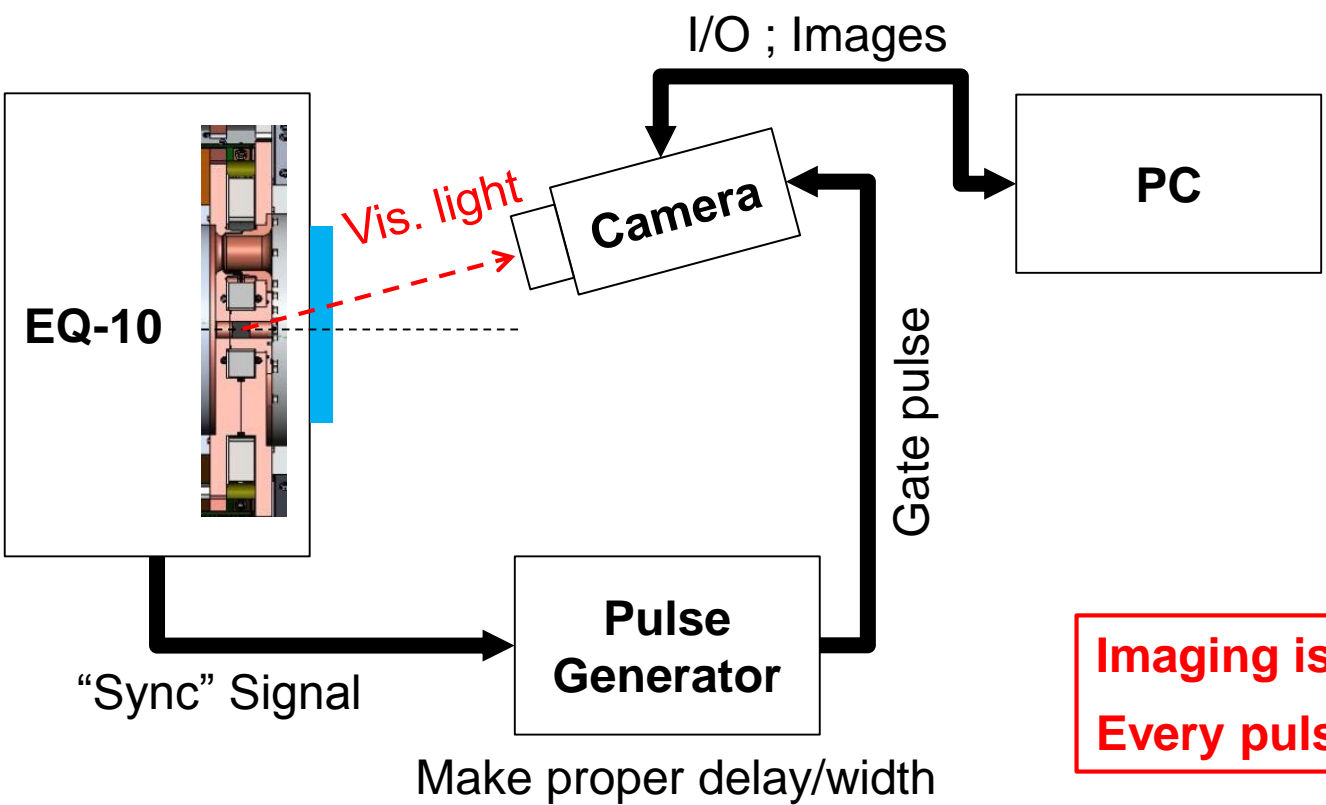 I/O ; Images
PC
Camera
Vis. light
EQ-10
Gate pulse
Pulse
Generator
“Sync” Signal
Make proper delay/width
Imaging is
Every